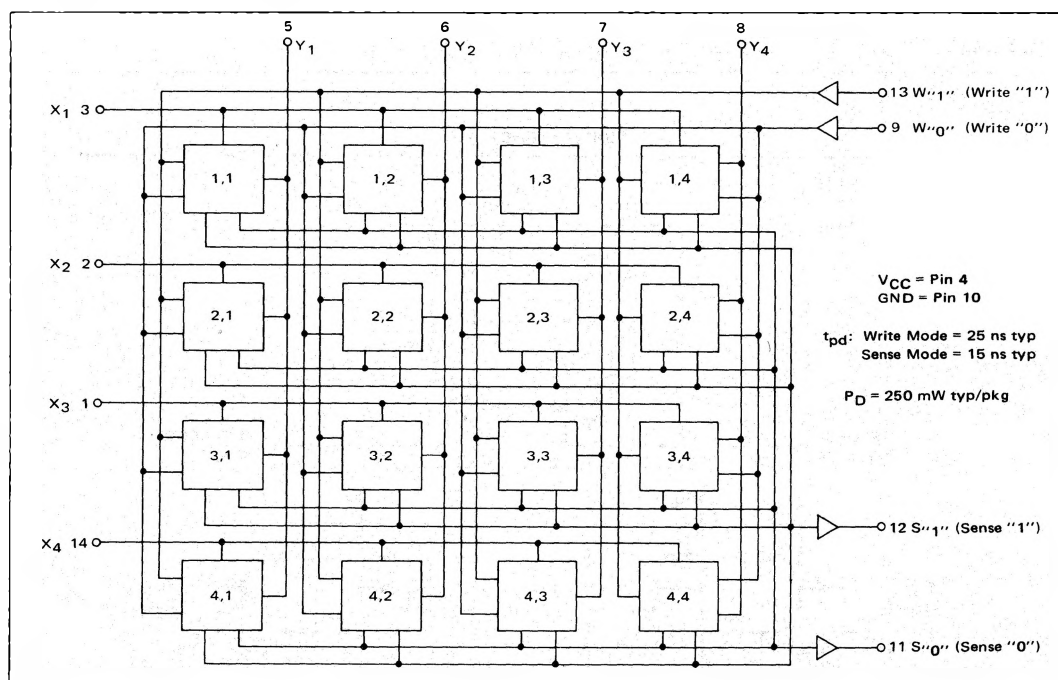 5 6 7 8
Y1 Y2 Y3 Y4
13 W"1" (Write "1")
X1 3
9 W"0" (Write "0")
1,1 1,2 1,3 1,4
X2 2
VCC = Pin 4
GND = Pin 10
2,1 2,2 2,3 2,4
tpd: Write Mode = 25 ns typ
Sense Mode = 15 ns typ
PD = 250 mW typ/pkg
X3 1
3,1 3,2 3,3 3,4
12 S"1" (Sense "1")
X4 14
4,1 4,2 4,3 4,4
11 S"0" (Sense "0")